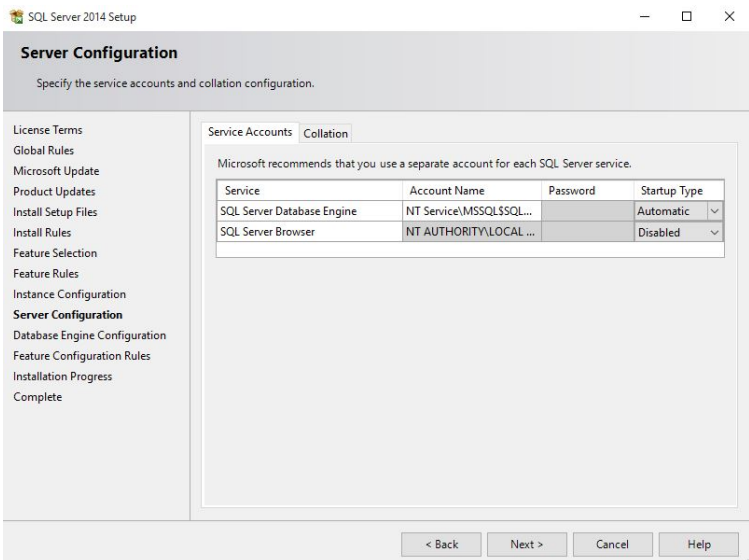 SQL Server 2014 Setup
Server Configuration
Specify the service accounts and collation configuration.
License Terms
Global Rules
Microsoft Update
Product Updates
Install Setup Files
Install Rules
Feature Selection
Feature Rules
Instance Configuration
Server Configuration
Database Engine Configuration
Feature Configuration Rules
Installation Progress
Complete
Service Accounts Collation
Microsoft recommends that you use a separate account for each SQL Server service.
Service Account Name Password Startup Type
SQL Server Database Engine NT Service\MSSQL$SQL... Automatic
SQL Server Browser NT AUTHORITY\LOCAL ... Disabled
< Back Next > Cancel Help